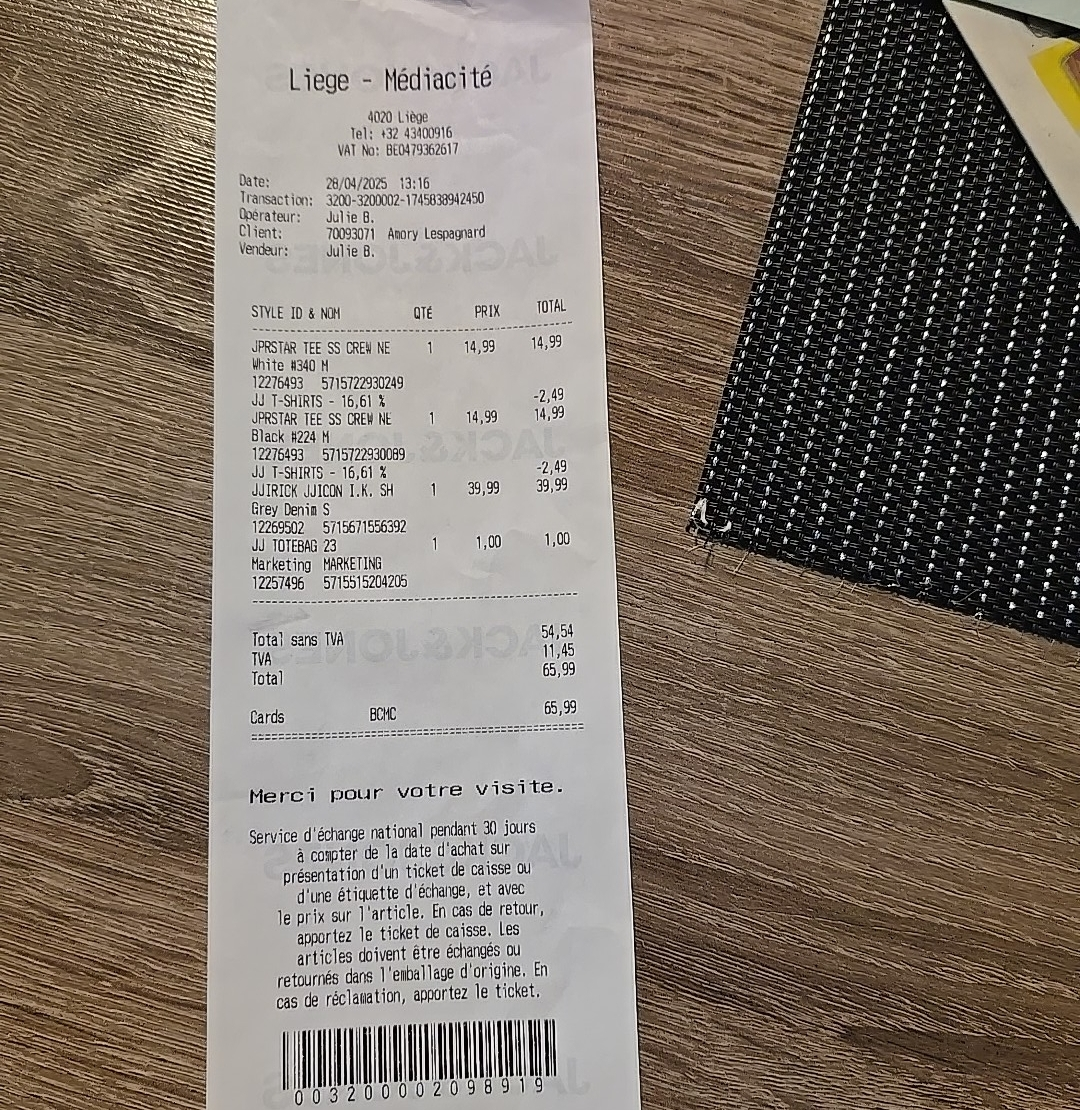 Liege - Médiacité
4020 Liège
Tel: +32 43400916
VAT No: BE0479362617
Date: 28/04/2025 13:16
Transaction: 3200-3200002-1745838942450
Opérateur: Julie B.
Client: 70093071 Amory Lespagnard
Vendeur: Julie B.
STYLE ID & NOM QTÉ PRIX TOTAL
JPRSTAR TEE SS CREW NE 1 14,99 14,99
White #340 M
12276493 5715722930249
JJ T-SHIRTS - 16,61 % -2,49
JPRSTAR TEE SS CREW NE 1 14,99 14,99
Black #224 M
12276493 5715722930089
JJ T-SHIRTS - 16,61 % -2,49
JJIRICK JJICON I.K. SH 1 39,99 39,99
Grey Denim S
12269502 5715671556392
JJ TOTEBAG 23 1 1,00 1,00
Marketing MARKETING
12257496 5715515204205
Total sans TVA 54,54
TVA 11,45
Total 65,99
Cards BCMC 65,99
Merci pour votre visite.
Service d'échange national pendant 30 jours
à compter de la date d'achat sur
présentation d'un ticket de caisse ou
d'une étiquette d'échange, et avec
le prix sur l'article. En cas de retour,
apportez le ticket de caisse. Les
articles doivent être échangés ou
retournés dans l'emballage d'origine. En
cas de réclamation, apportez le ticket.
0032000002098919